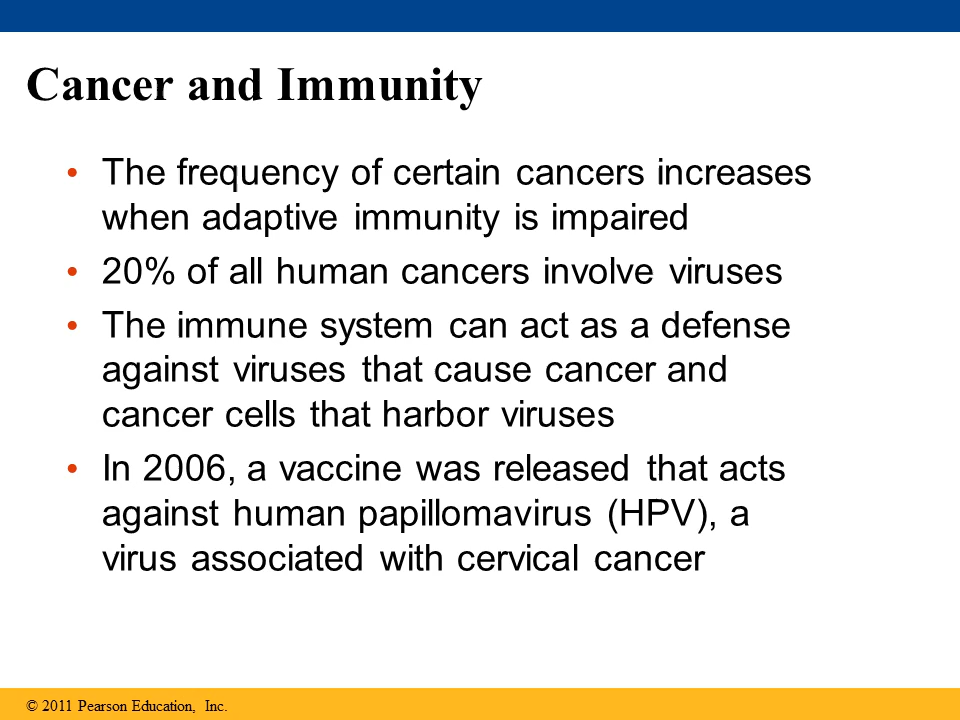 Cancer and Immunity
• The frequency of certain cancers increases
when adaptive immunity is impaired
• 20% of all human cancers involve viruses
• The immune system can act as a defense
against viruses that cause cancer and
cancer cells that harbor viruses
• In 2006, a vaccine was released that acts
against human papillomavirus (HPV), a
virus associated with cervical cancer
© 2011 Pearson Education, Inc.